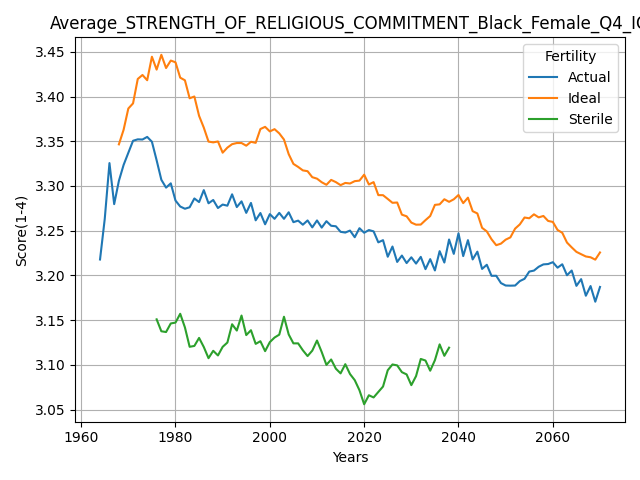 Average_STRENGTH_OF_RELIGIOUS_COMMITMENT_Black_Female_Q4_IC
Fertility
Actual
Ideal
Sterile
Score(1-4)
3.45
3.40
3.35
3.30
3.25
3.20
3.15
3.10
3.05
1960
1980
2000
2020
2040
2060
Years